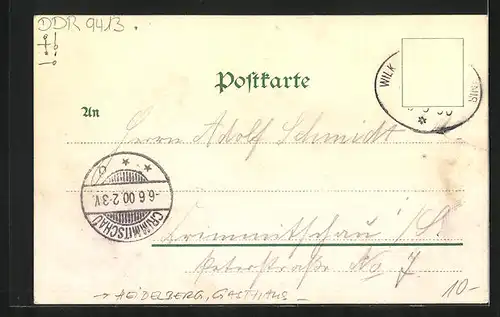 DDR 9413.
Postkarte
WILK
An
Herrn Adolf Schmidt
-6.6.00.2-3V.
CRIMMITSCHAU
Crimmitschau i/S.
Peterstraße No 7
→ HEIDELBERG, GASTHAUS
10-